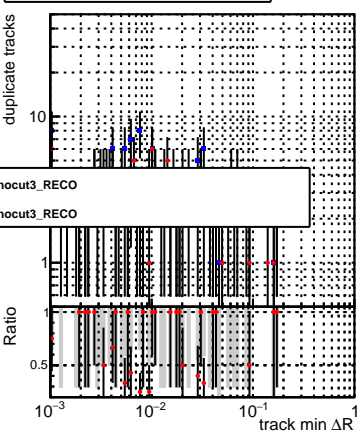 duplicate tracks
10
nocut3_RECO
nocut3_RECO
1
Ratio
1
0.5
10−3 10−2 10−1 1
track min ΔR